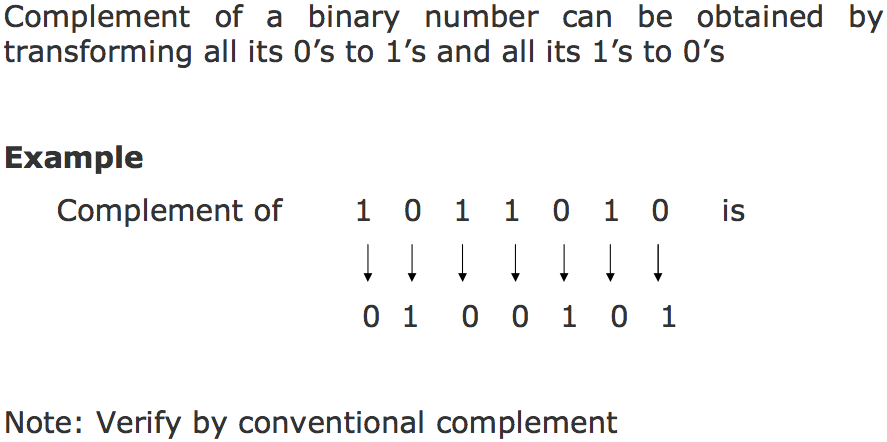 Complement of a binary number can be obtained by
transforming all its 0’s to 1’s and all its 1’s to 0’s
Example
Complement of 1 0 1 1 0 1 0 is
0 1 0 0 1 0 1
Note: Verify by conventional complement